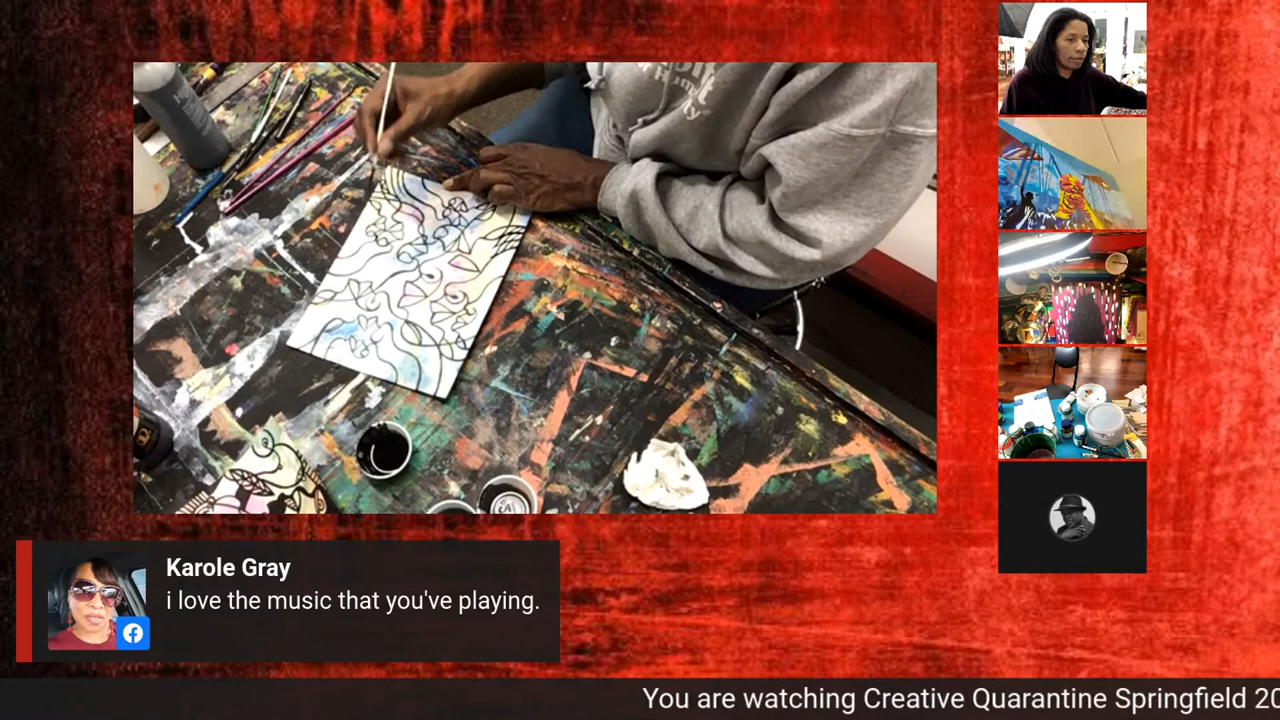 Karole Gray
i love the music that you've playing.
You are watching Creative Quarantine Springfield 20